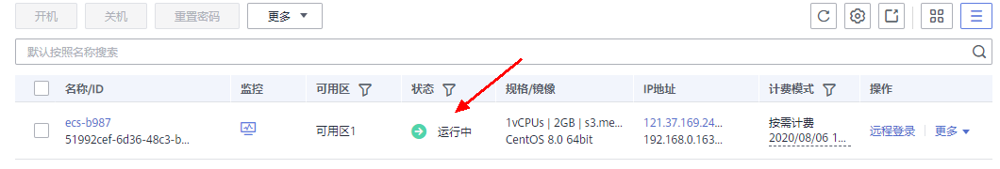 开机 关机 重置密码 更多
默认按照名称搜索
名称/ID 监控 可用区 状态 规格/镜像 IP地址 计费模式 操作
ecs-b987 可用区1 运行中 1vCPUs | 2GB | s3.me... 121.37.169.24... 按需计费 远程登录 更多
51992cef-6d36-48c3-b... CentOS 8.0 64bit 192.168.0.163... 2020/08/06 1...